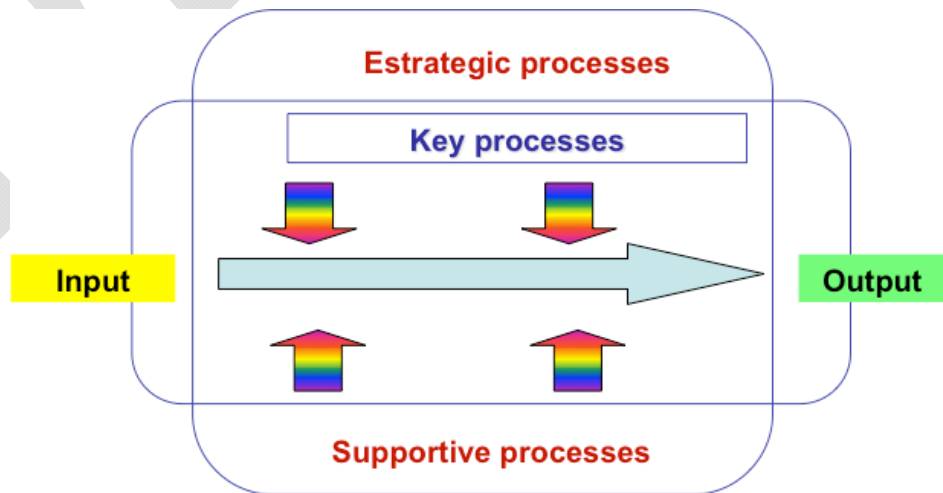 Estrategic processes
Key processes
Input
Output
Supportive processes